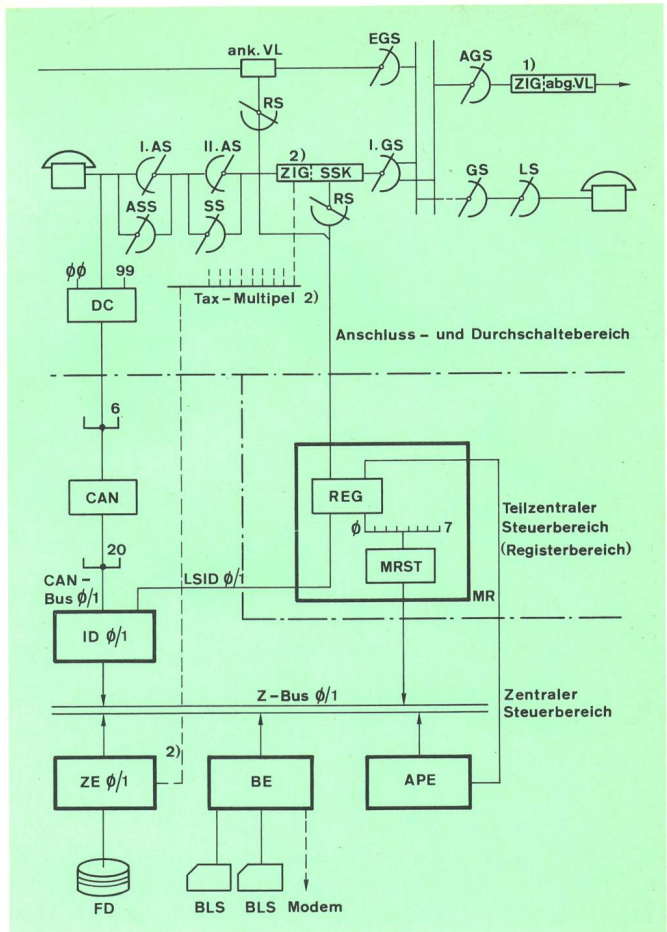 EGS
ank. VL
AGS
1)
ZIG abg.VL
RS
I.AS
II.AS
2)
ZIG SSK
I.GS
GS
LS
ASS
SS
RS
øø
99
DC
Tax-Multipel 2)
Anschluss- und Durchschaltebereich
6
CAN
REG
ø
7
MRST
MR
Teilzentraler
Steuerbereich
(Registerbereich)
20
CAN-
Bus ø/1
LSID ø/1
ID ø/1
Z-Bus ø/1
Zentraler
Steuerbereich
2)
ZE ø/1
BE
APE
FD
BLS
BLS
Modem